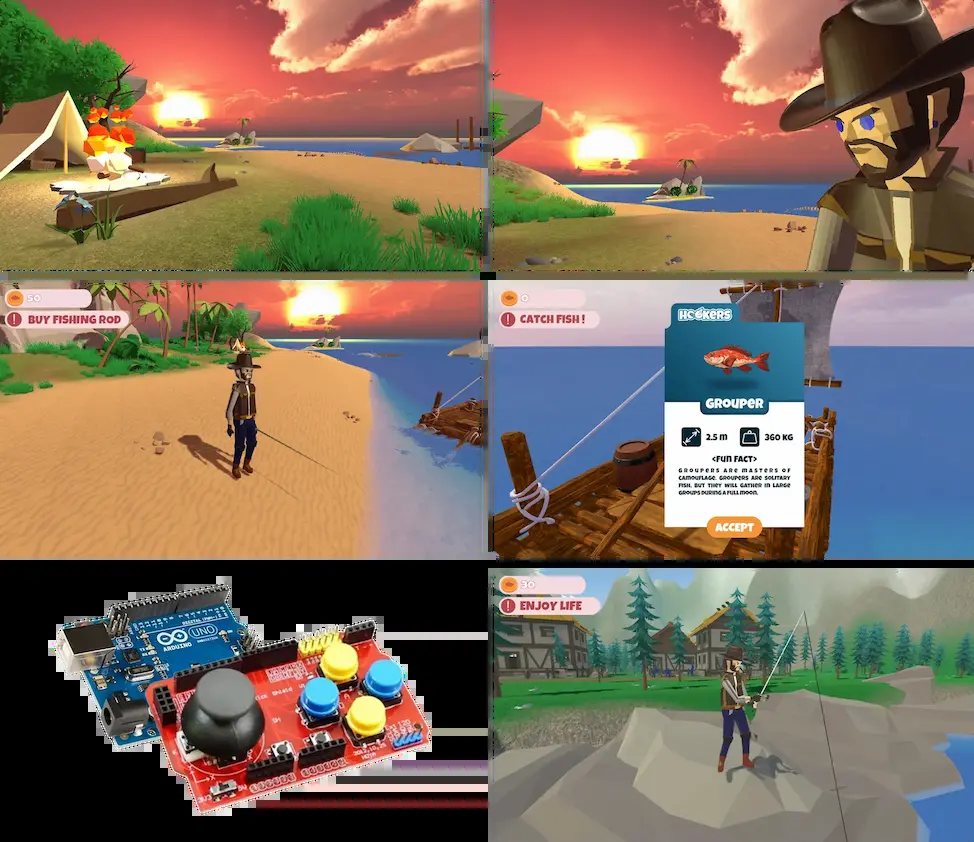 50
BUY FISHING ROD
0
CATCH FISH!
HOOKERS
GROUPER
2.5 m
360 KG
<FUN FACT>
GROUPERS ARE MASTERS OF
CAMOUFLAGE. GROUPERS ARE SOLITARY
FISH, BUT THEY WILL GATHER IN LARGE
GROUPS DURING A FULL MOON.
ACCEPT
UNO
ARDUINO
30
ENJOY LIFE